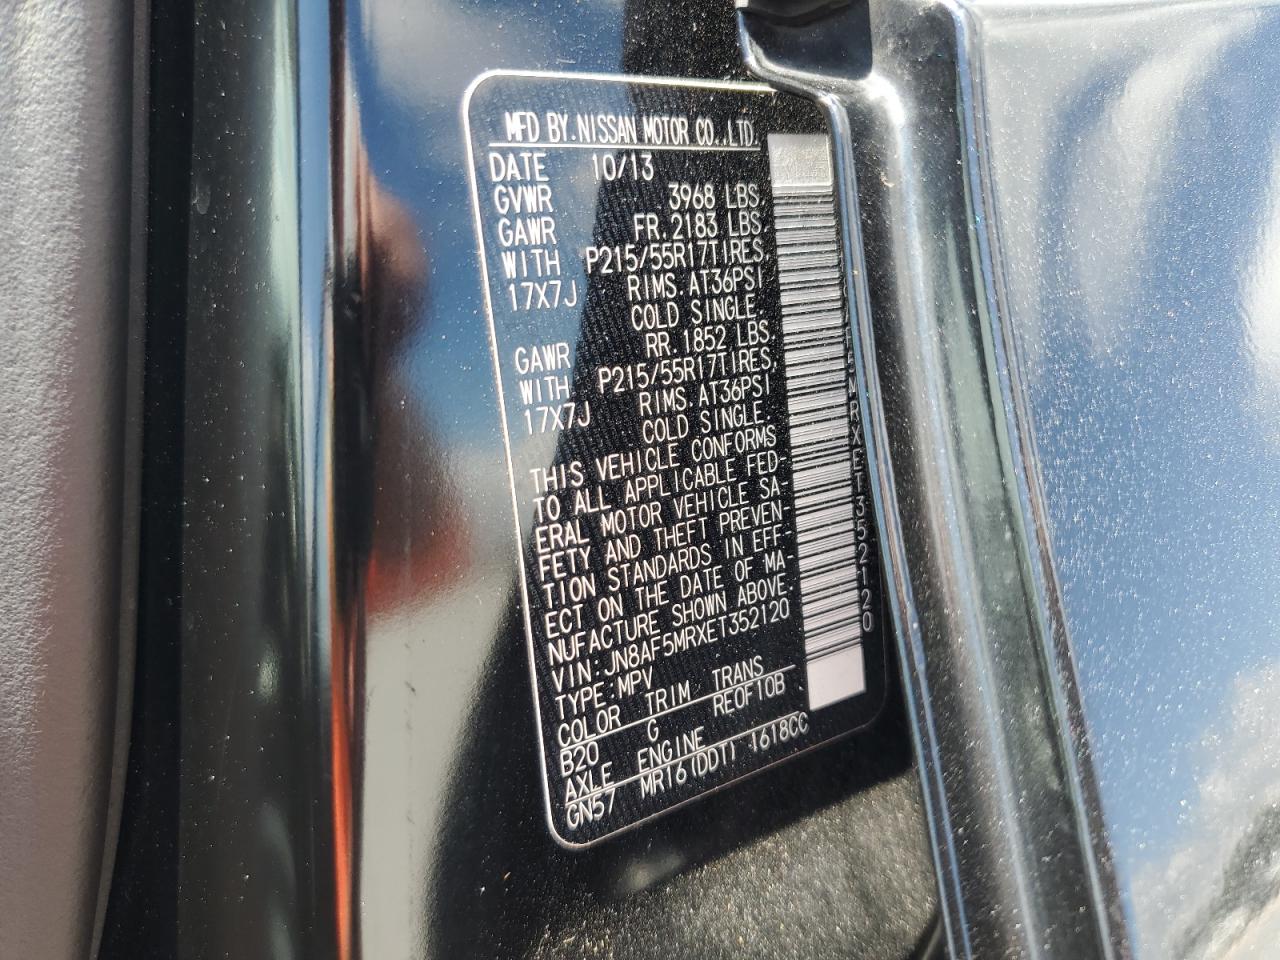 MFD BY.NISSAN MOTOR CO.,LTD.
DATE 10/13
GVWR 3968 LBS.
GAWR FR.2183 LBS.
WITH P215/55R17TIRES,
17X7J RIMS.AT36PSI
COLD SINGLE.
GAWR RR.1852 LBS.
WITH P215/55R17TIRES,
17X7J RIMS.AT36PSI
COLD SINGLE.
THIS VEHICLE CONFORMS
TO ALL APPLICABLE FED-
ERAL MOTOR VEHICLE SA-
FETY AND THEFT PREVEN-
TION STANDARDS IN EFF-
ECT ON THE DATE OF MA-
NUFACTURE SHOWN ABOVE.
VIN:JN8AF5MRXET352120
TYPE:MPV
COLOR TRIM TRANS
B20 G RE0F10B
AXLE ENGINE
GN57 MR16(DDT) 1618CC
MRXET352120